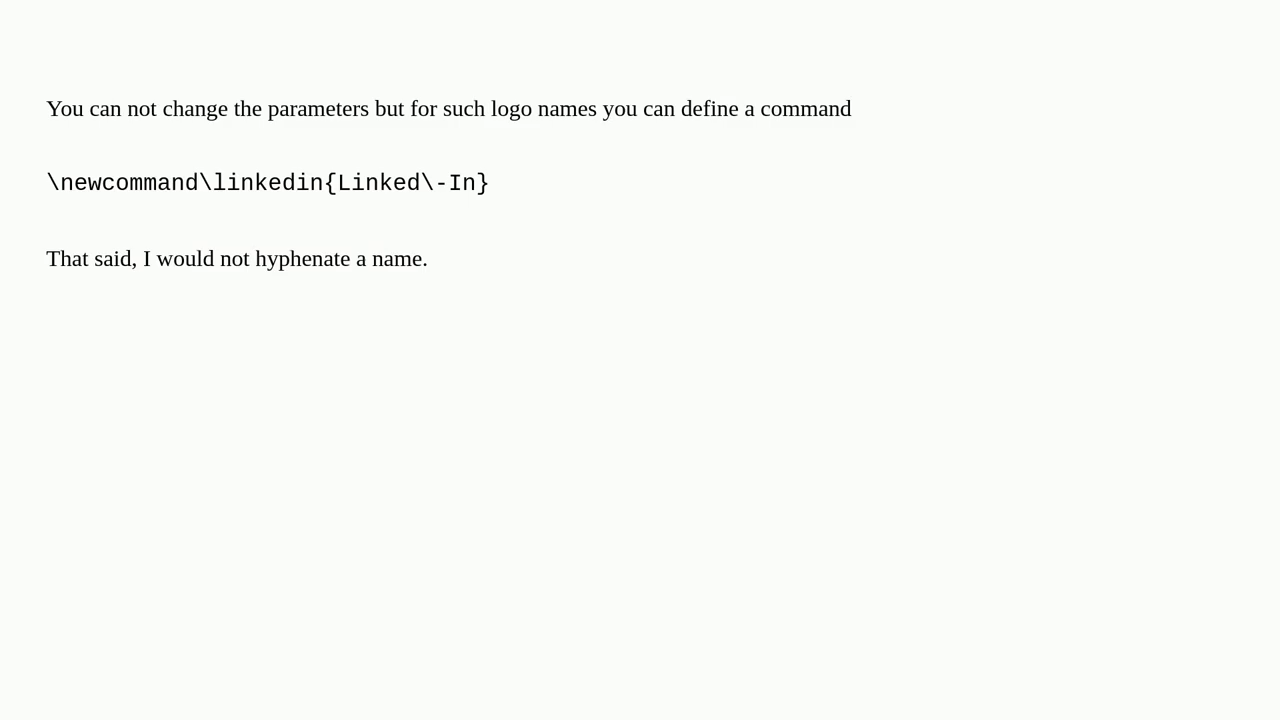 You can not change the parameters but for such logo names you can define a command
\newcommand\linkedin{Linked\-In}
That said, I would not hyphenate a name.